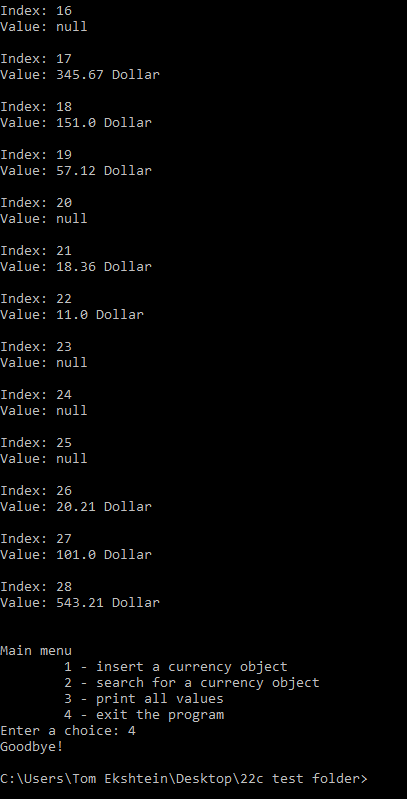 Index: 16
Value: null
Index: 17
Value: 345.67 Dollar
Index: 18
Value: 151.0 Dollar
Index: 19
Value: 57.12 Dollar
Index: 20
Value: null
Index: 21
Value: 18.36 Dollar
Index: 22
Value: 11.0 Dollar
Index: 23
Value: null
Index: 24
Value: null
Index: 25
Value: null
Index: 26
Value: 20.21 Dollar
Index: 27
Value: 101.0 Dollar
Index: 28
Value: 543.21 Dollar
Main menu
1 - insert a currency object
2 - search for a currency object
3 - print all values
4 - exit the program
Enter a choice: 4
Goodbye!
C:\Users\Tom Ekshtein\Desktop\22c test folder>